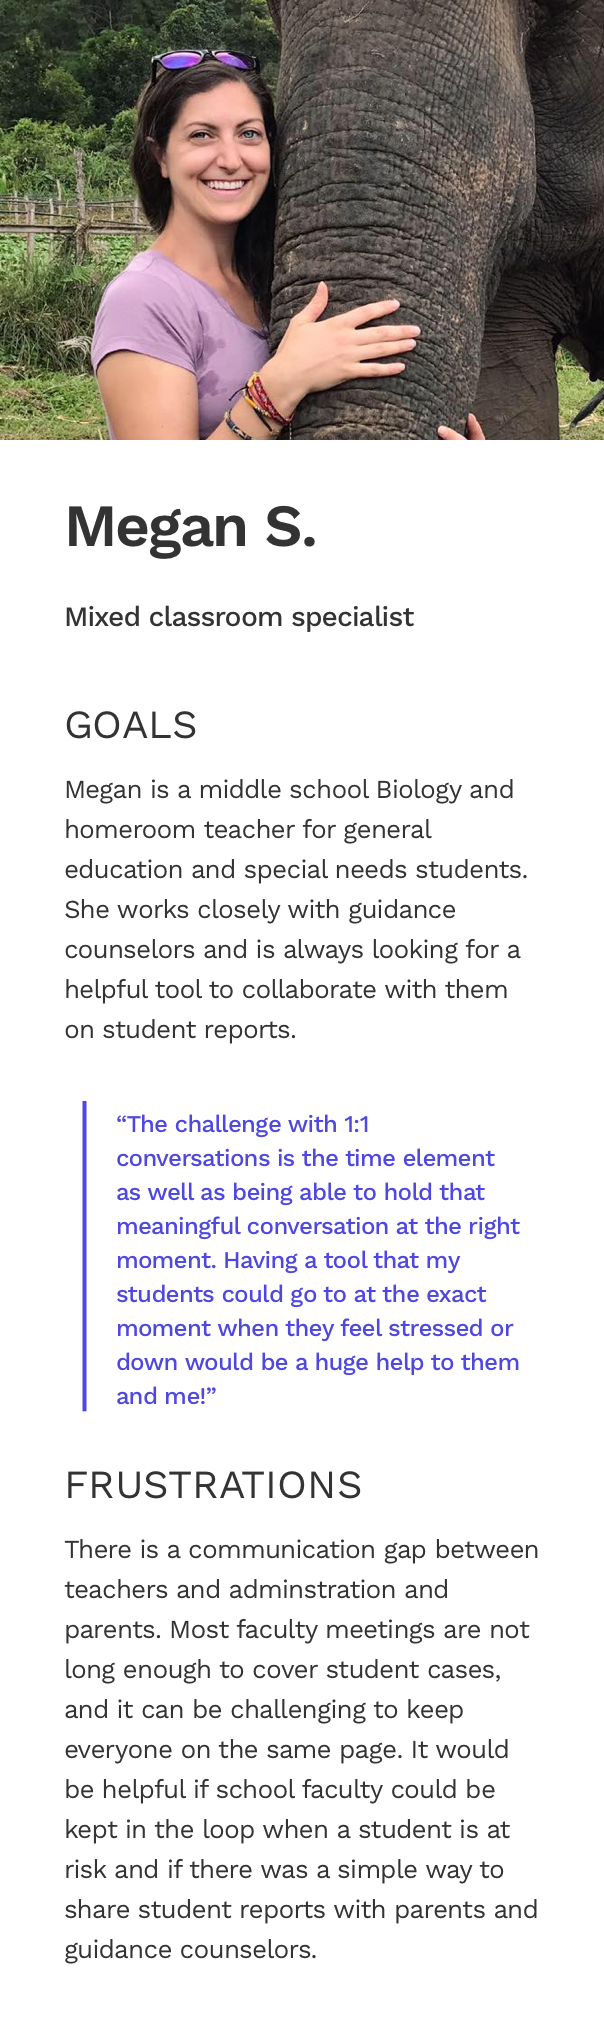 Megan S.
Mixed classroom specialist
GOALS
Megan is a middle school Biology and
homeroom teacher for general
education and special needs students.
She works closely with guidance
counselors and is always looking for a
helpful tool to collaborate with them
on student reports.
“The challenge with 1:1
conversations is the time element
as well as being able to hold that
meaningful conversation at the right
moment. Having a tool that my
students could go to at the exact
moment when they feel stressed or
down would be a huge help to them
and me!”
FRUSTRATIONS
There is a communication gap between
teachers and adminstration and
parents. Most faculty meetings are not
long enough to cover student cases,
and it can be challenging to keep
everyone on the same page. It would
be helpful if school faculty could be
kept in the loop when a student is at
risk and if there was a simple way to
share student reports with parents and
guidance counselors.